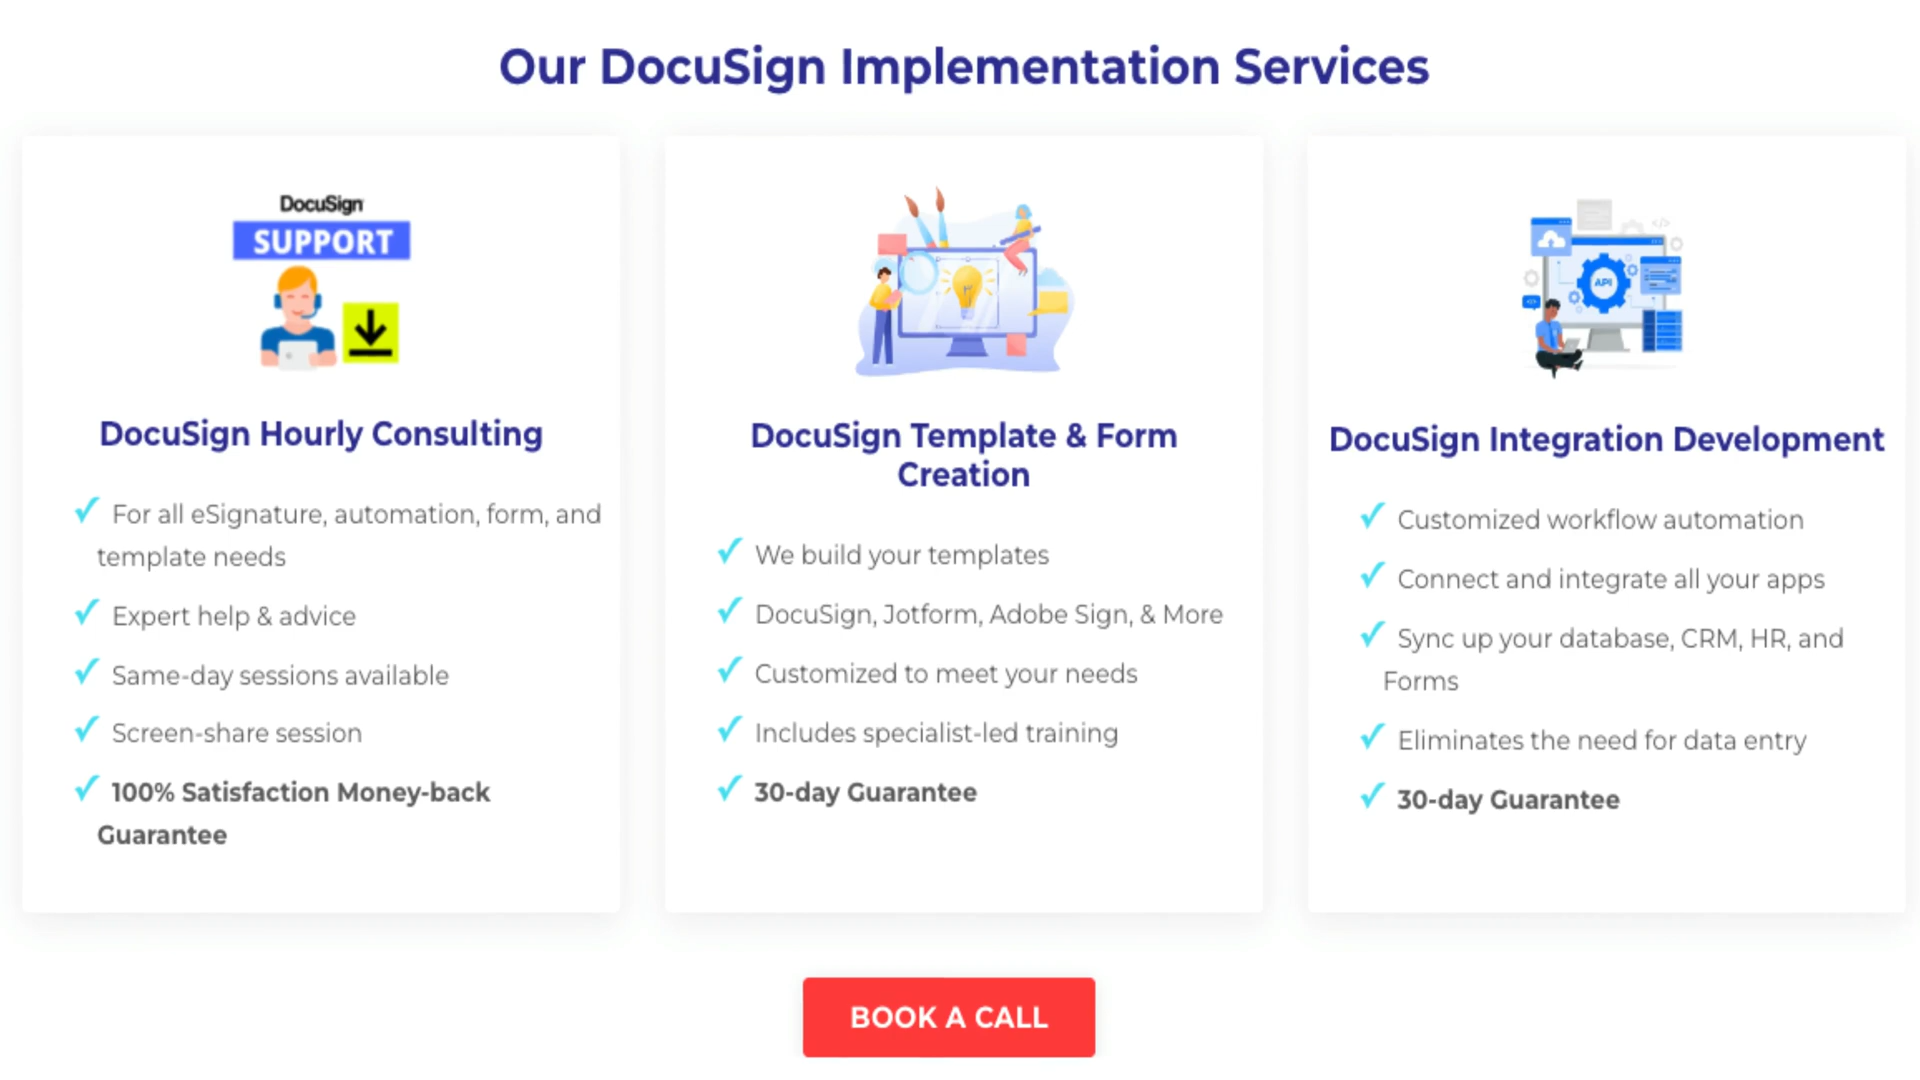 Our DocuSign Implementation Services
DocuSign
SUPPORT
DocuSign Hourly Consulting
For all eSignature, automation, form, and
template needs
Expert help & advice
Same-day sessions available
Screen-share session
100% Satisfaction Money-back
Guarantee
DocuSign Template & Form
Creation
We build your templates
DocuSign, Jotform, Adobe Sign, & More
Customized to meet your needs
Includes specialist-led training
30-day Guarantee
API
DocuSign Integration Development
Customized workflow automation
Connect and integrate all your apps
Sync up your database, CRM, HR, and
Forms
Eliminates the need for data entry
30-day Guarantee
BOOK A CALL